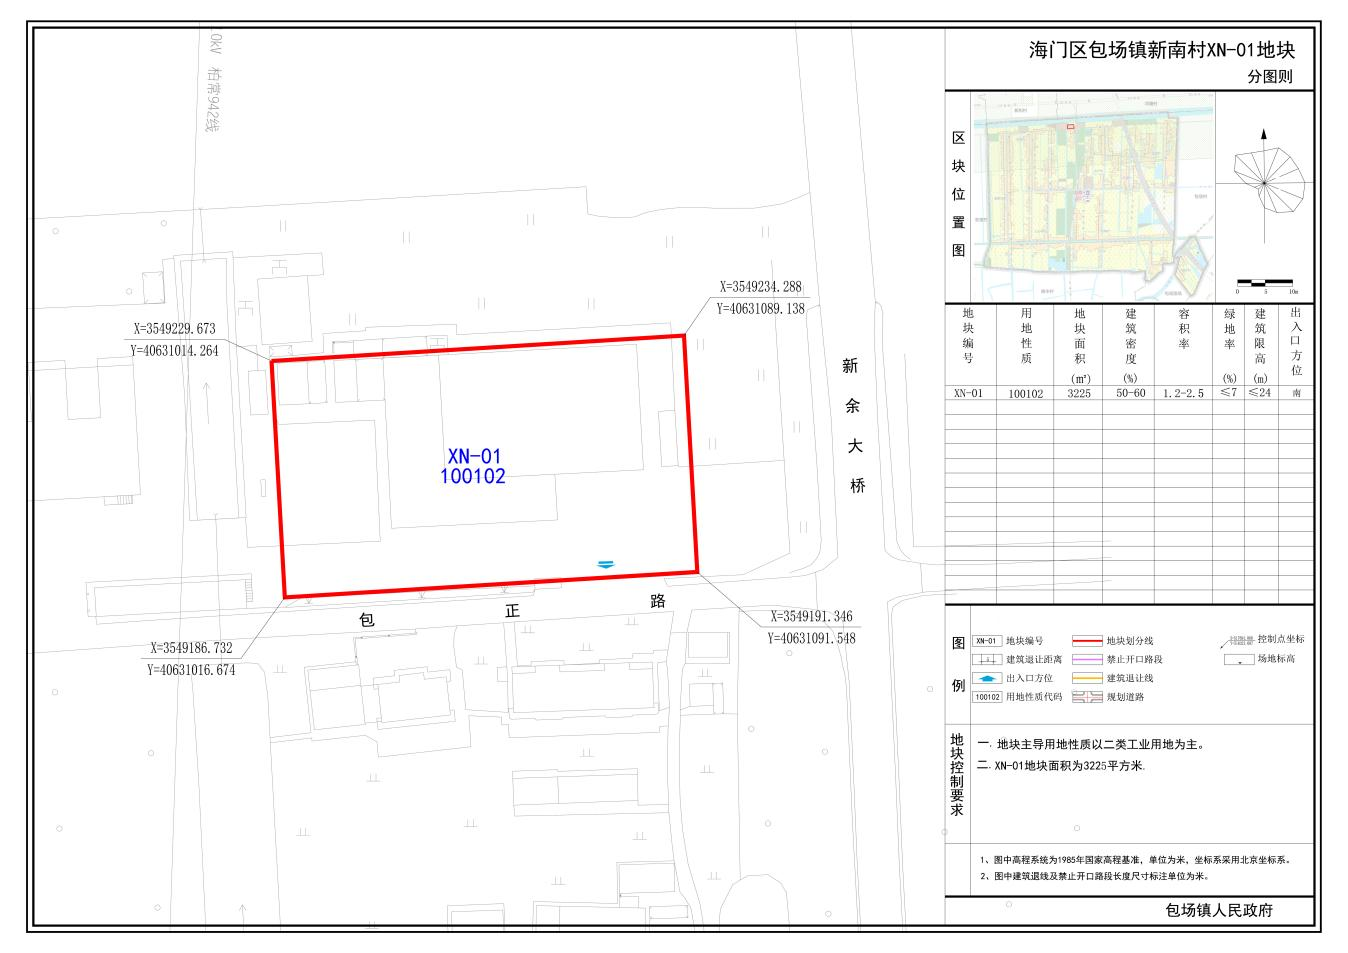 海门区包场镇新南村XN-01地块
分图则
.0kV 柏常942线
X=3549229.673
Y=40631014.264
X=3549234.288
Y=40631089.138
XN-01
100102
新余大桥
X=3549186.732
Y=40631016.674
X=3549191.346
Y=40631091.548
包正路
区块位置图
0 5 10m
地块编号 用地性质 地块面积(㎡) 建筑密度(%) 容积率 绿地率(%) 建筑限高(m) 出入口方位
XN-01 100102 3225 50-60 1.2-2.5 ≤7 ≤24 南
图例
XN-01 地块编号 地块划分线 控制点坐标
建筑退让距离 禁止开口路段 场地标高
出入口方位 建筑退让线
100102 用地性质代码 规划道路
地块控制要求
一. 地块主导用地性质以二类工业用地为主。
二. XN-01地块面积为3225平方米.
1、图中高程系统为1985年国家高程基准，单位为米，坐标系采用北京坐标系。
2、图中建筑退线及禁止开口路段长度尺寸标注单位为米。
包场镇人民政府